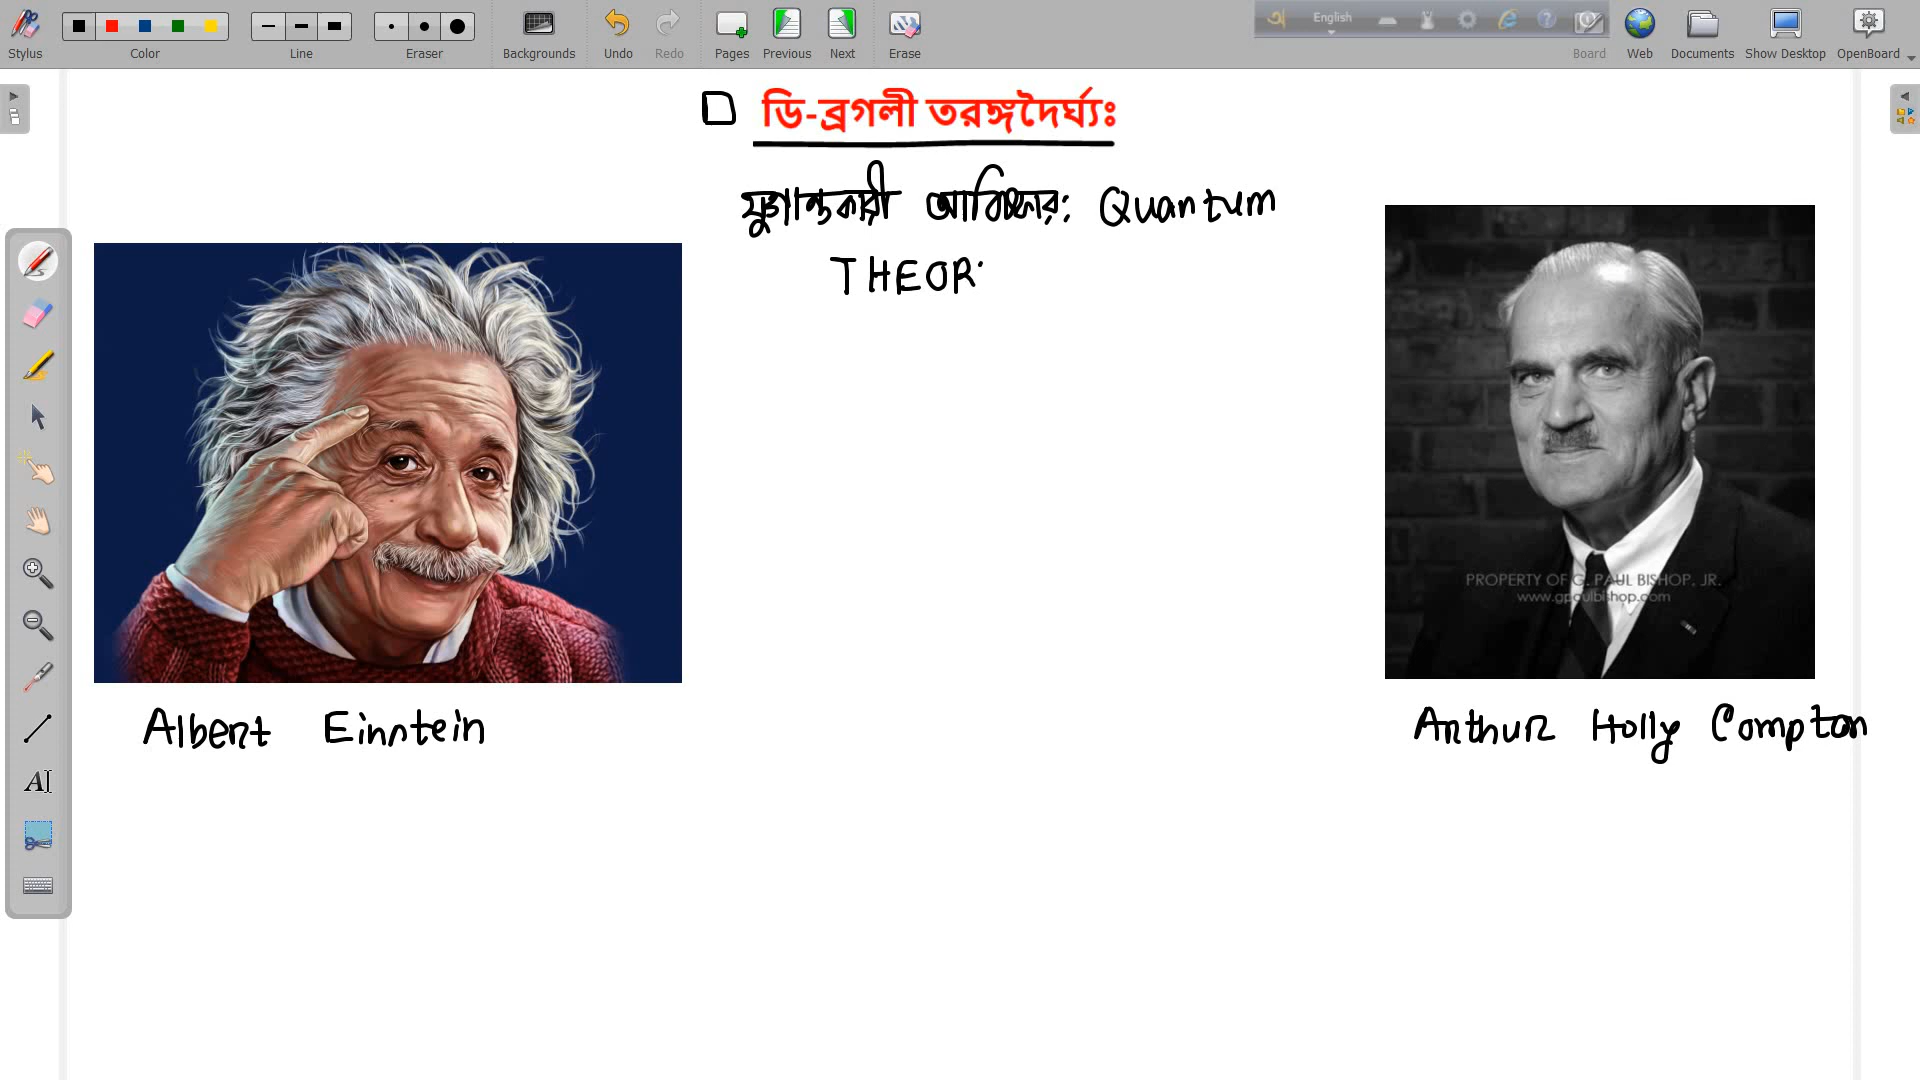 Stylus
Color
Line
Eraser
Backgrounds
Undo
Redo
Pages
Previous
Next
Erase
English
Board
Web
Documents
Show Desktop
OpenBoard
ডি-ব্রগলী তরঙ্গদৈর্ঘ্যঃ
যুগান্তকারী আবিষ্কার: Quantum
THEOR
PROPERTY OF G. PAUL BISHOP, JR.
www.gpaulbishop.com
Albert Einstein
Arthur Holly Compton